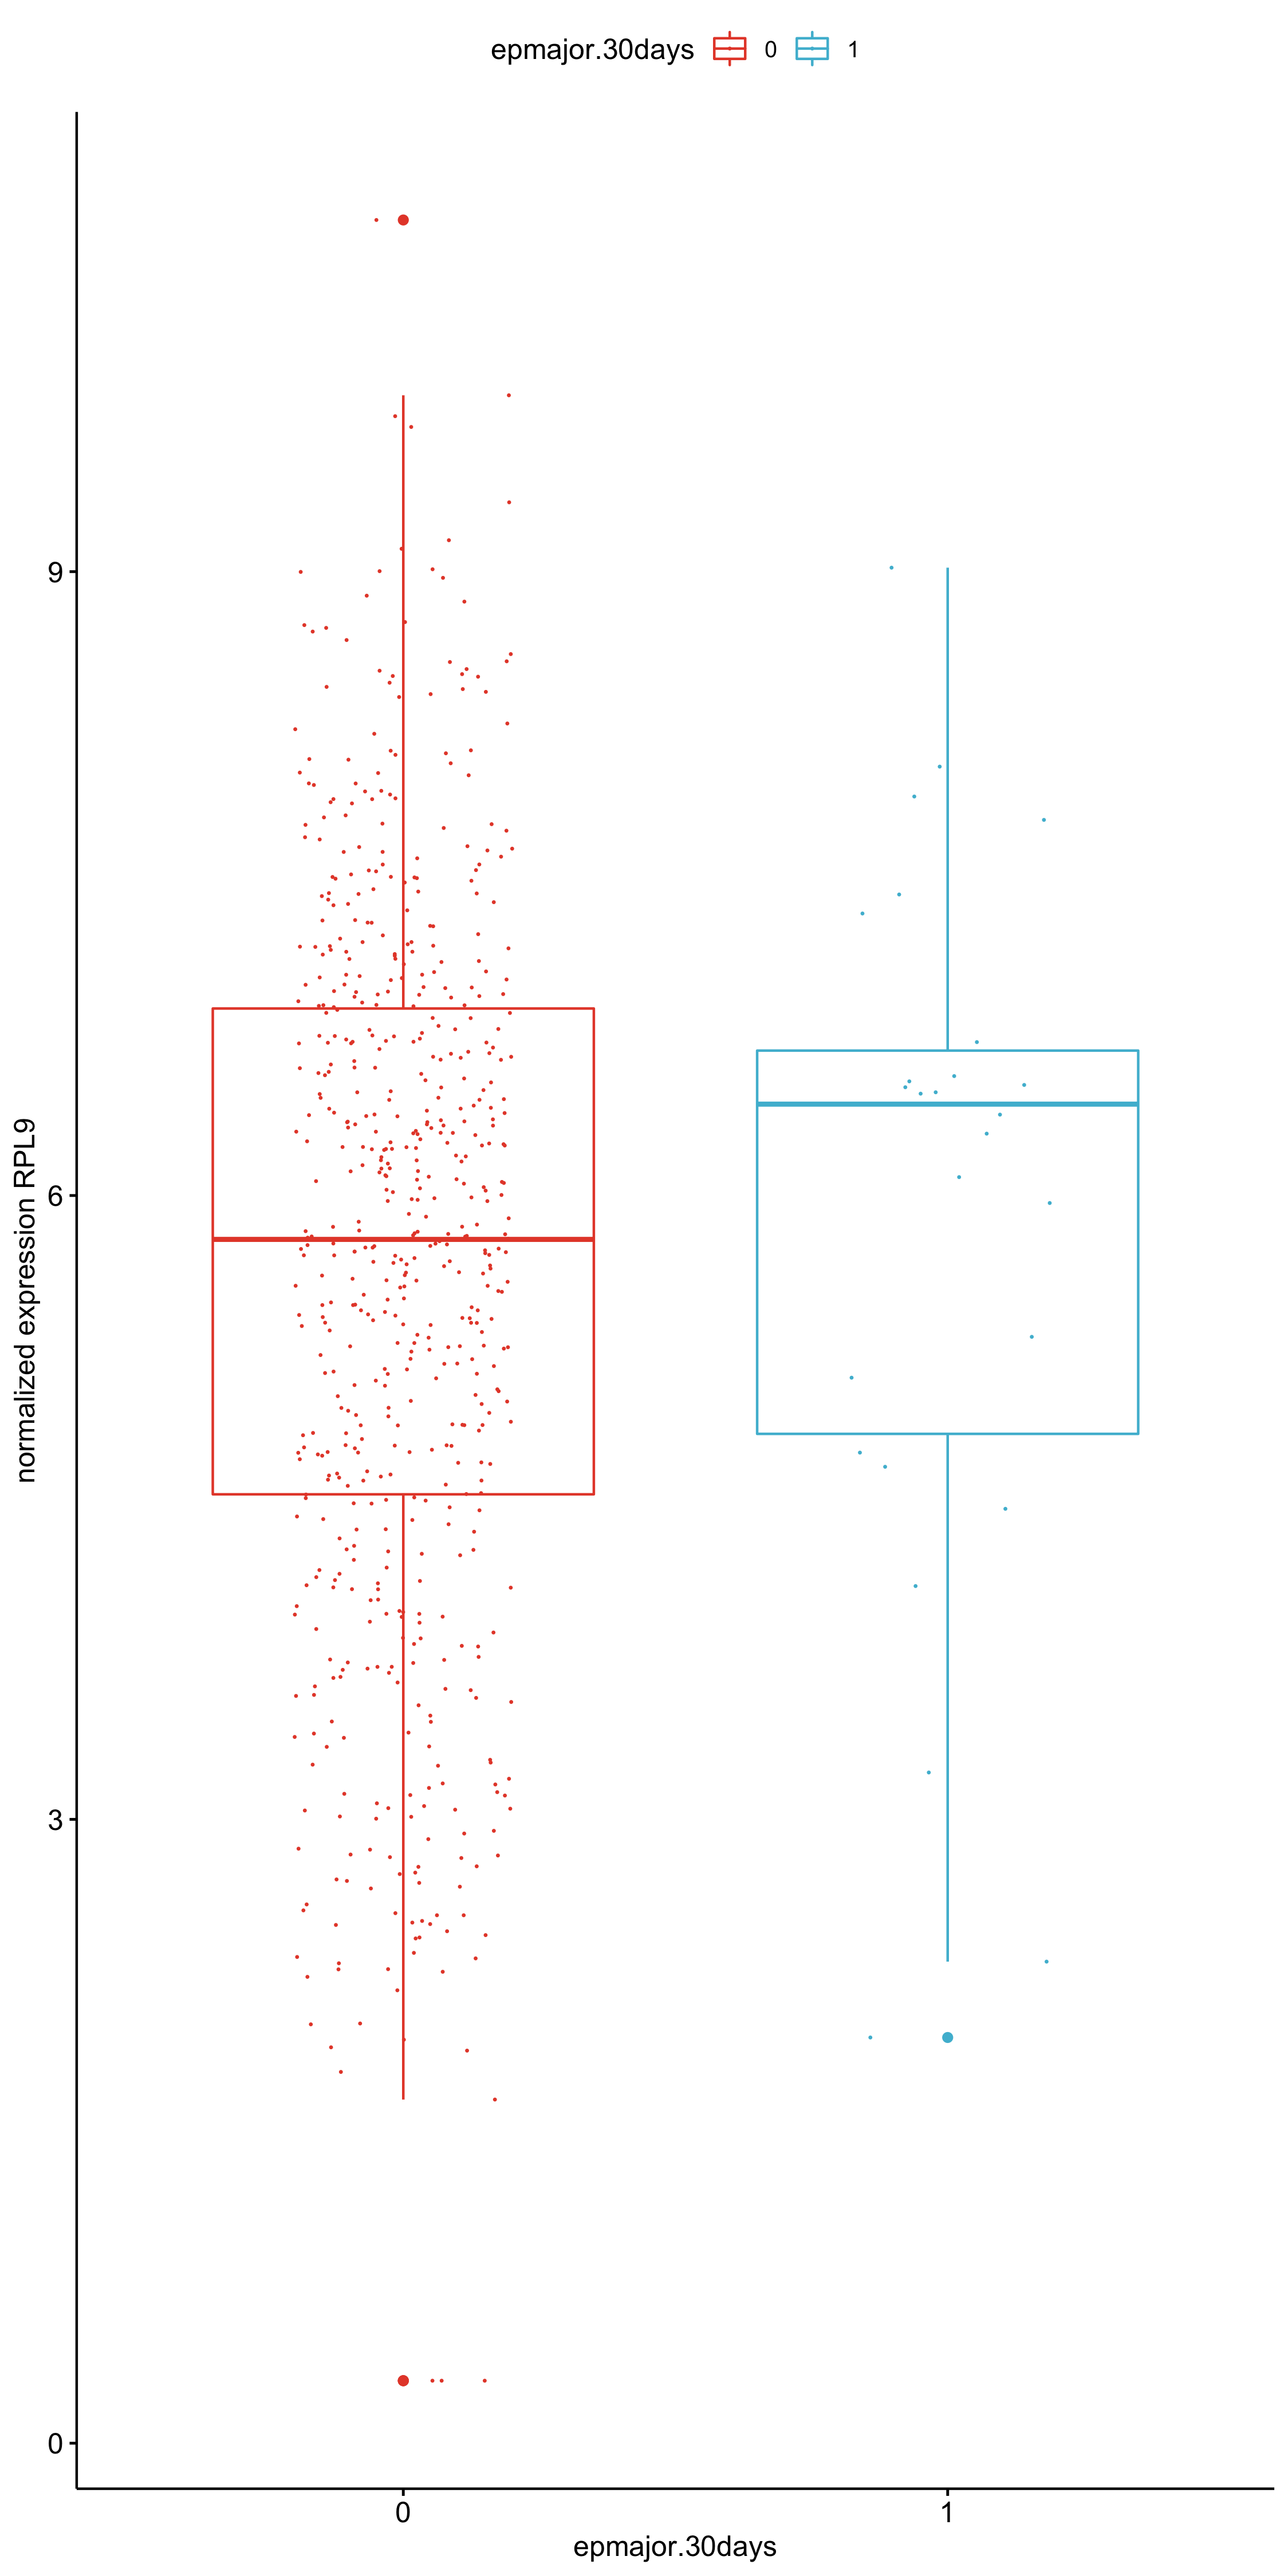 epmajor.30days 0 1
normalized expression RPL9
9
6
3
0
0 1
epmajor.30days